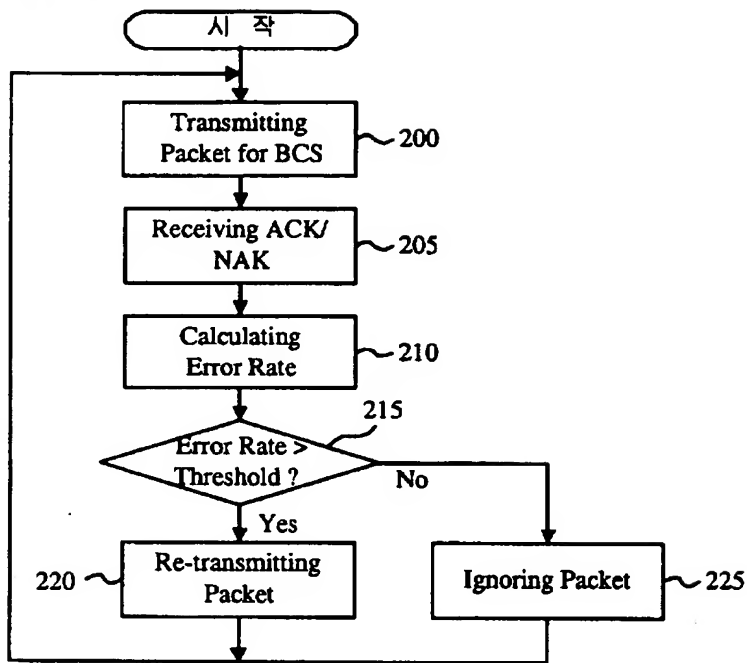 시 작
Transmitting
Packet for BCS
200
Receiving ACK/
NAK
205
Calculating
Error Rate
210
215
Error Rate >
Threshold ?
No
Yes
220
Re-transmitting
Packet
Ignoring Packet
225